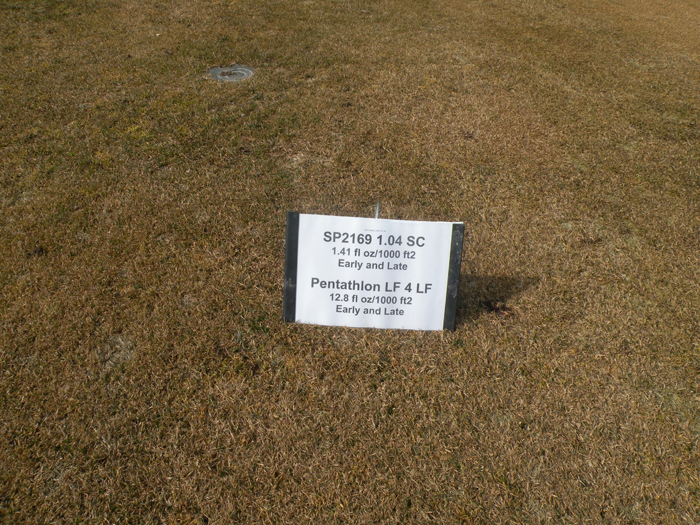 SP2169 1.04 SC
1.41 fl oz/1000 ft2
Early and Late
Pentathlon LF 4 LF
12.8 fl oz/1000 ft2
Early and Late